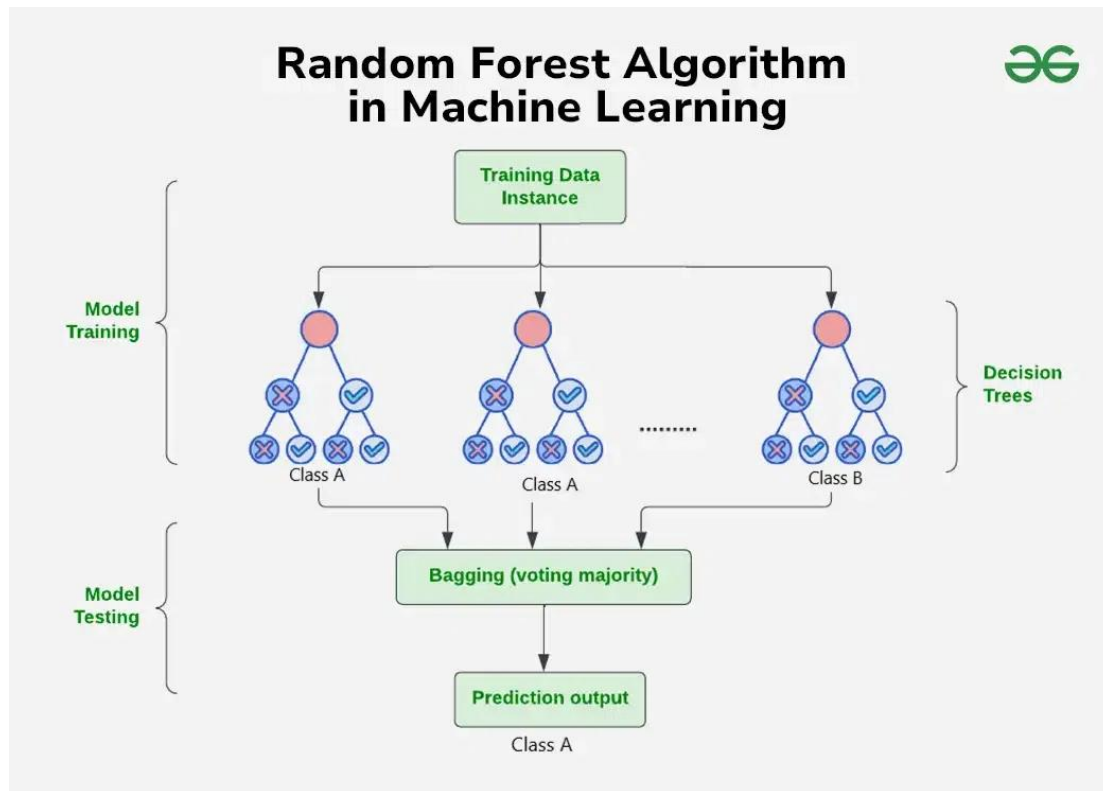 Random Forest Algorithm
in Machine Learning
Training Data
Instance
Model
Training
Decision
Trees
.........
Class A
Class A
Class B
Bagging (voting majority)
Model
Testing
Prediction output
Class A